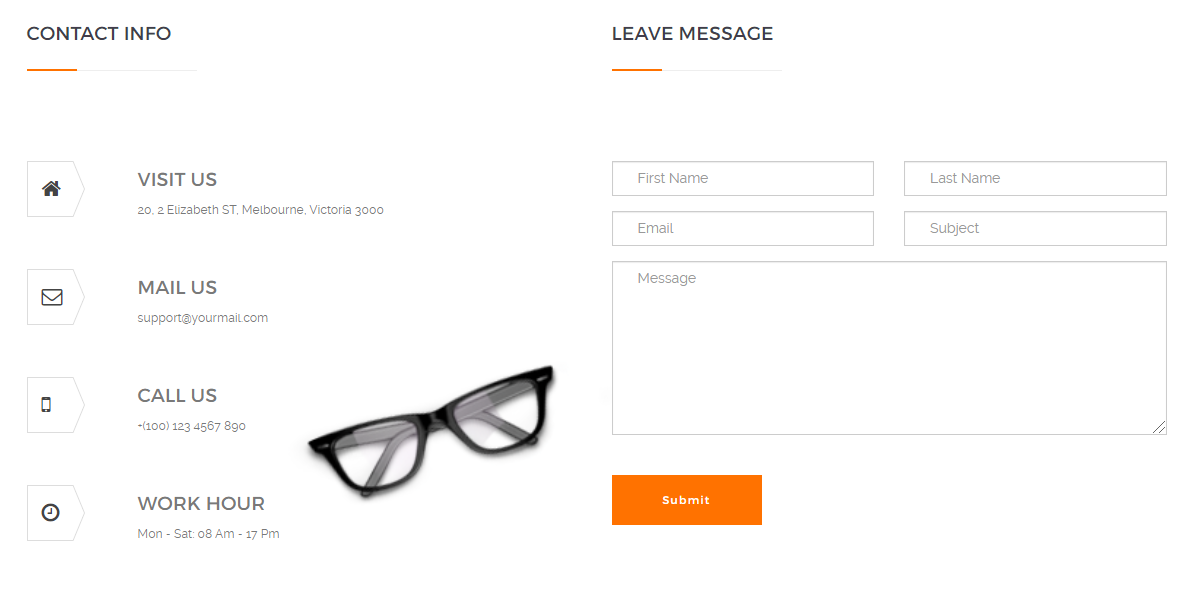 CONTACT INFO
VISIT US
20, 2 Elizabeth ST, Melbourne, Victoria 3000
MAIL US
support@yourmail.com
CALL US
+(100) 123 4567 890
WORK HOUR
Mon - Sat: 08 Am - 17 Pm
LEAVE MESSAGE
First Name
Last Name
Email
Subject
Message
Submit